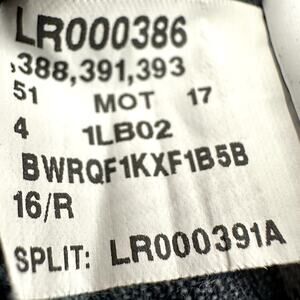 LR000386
,388,391,393
51 MOT 17
4 1LB02
BWRQF1KXF1B5B
16/R
SPLIT: LR000391A